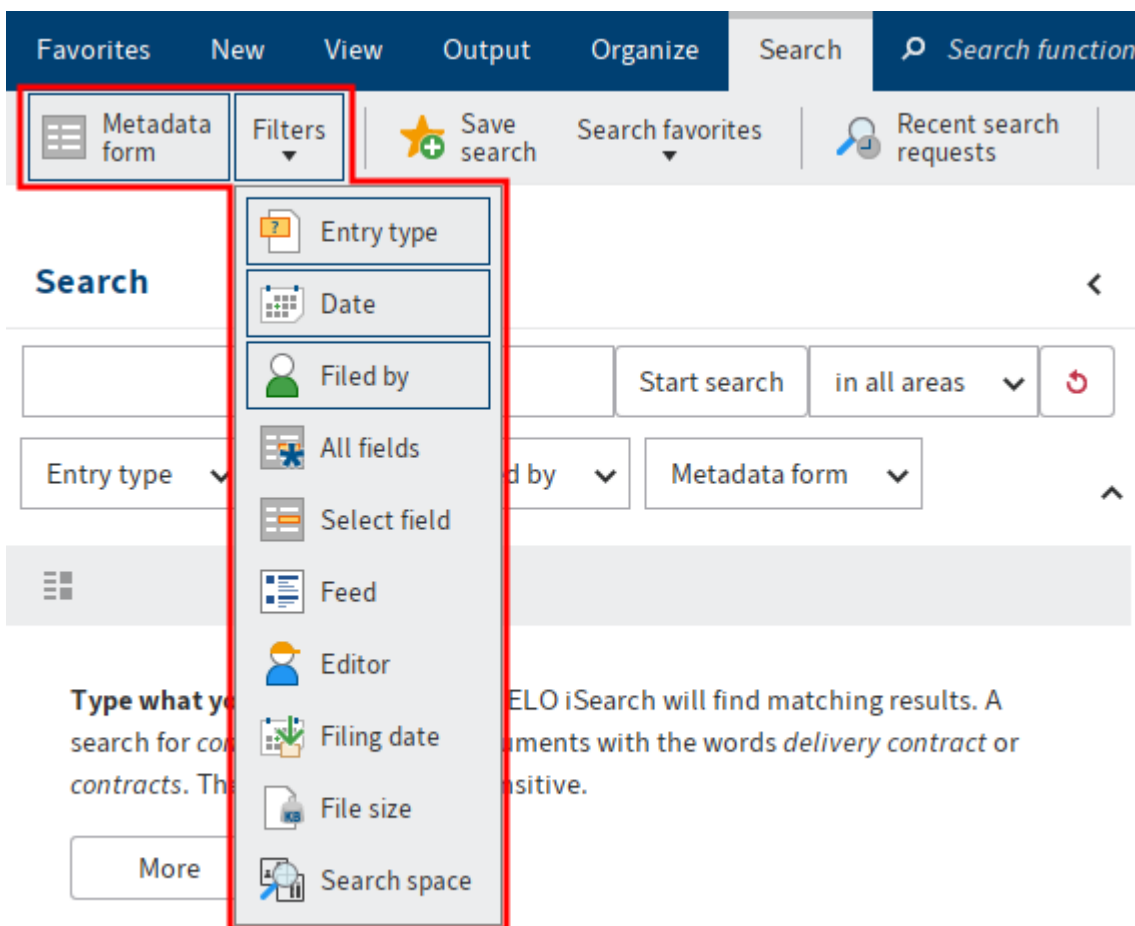 Favorites New View Output Organize Search Search function
Metadata form Filters Save search Search favorites Recent search requests
Entry type
Date
Filed by
All fields
Select field
Feed
Editor
Filing date
File size
Search space
Search
Start search in all areas
Entry type d by Metadata form
Type what ELO iSearch will find matching results. A
search for uments with the words delivery contract or
contracts. nsitive.
More